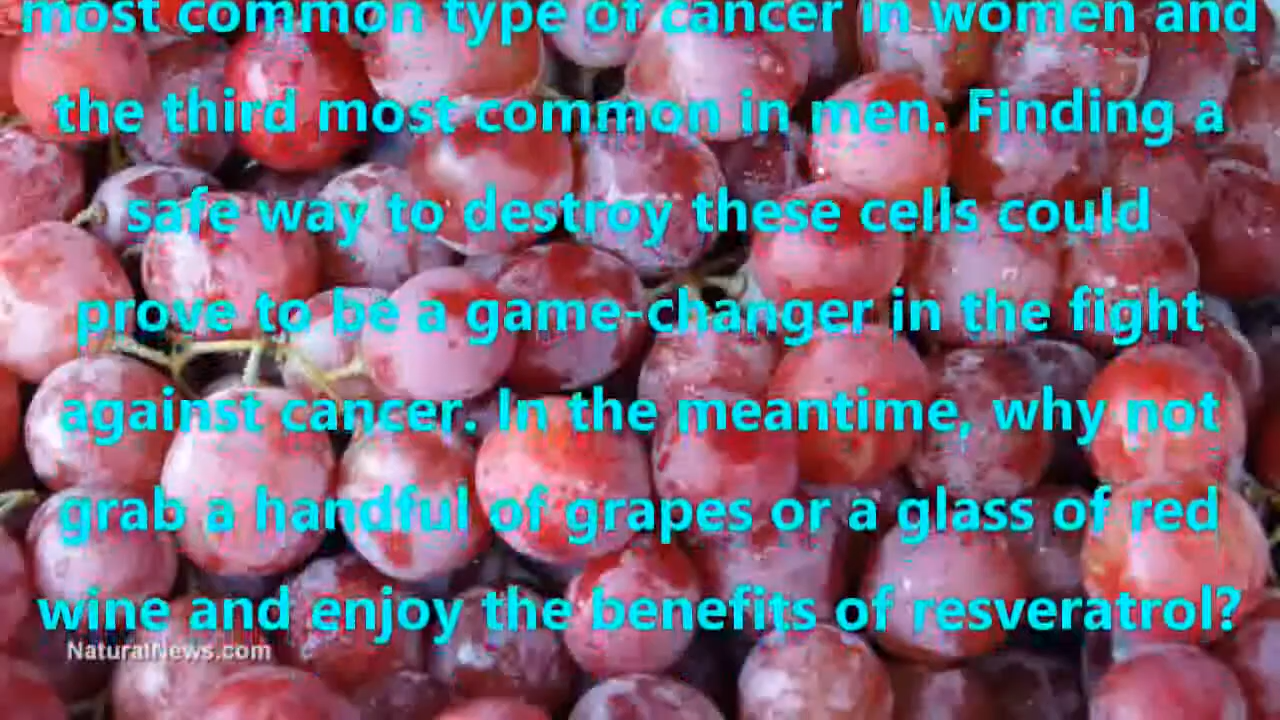 most common type of cancer in women and
the third most common in men. Finding a
safe way to destroy these cells could
prove to be a game-changer in the fight
against cancer. In the meantime, why not
grab a handful of grapes or a glass of red
wine and enjoy the benefits of resveratrol?
NaturalNews.com